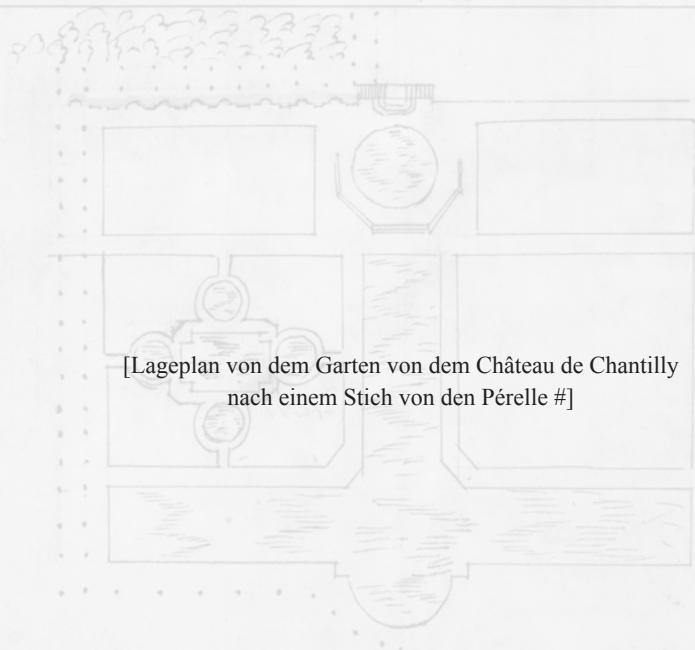 [Lageplan von dem Garten von dem Château de Chantilly
nach einem Stich von den Pérelle #]